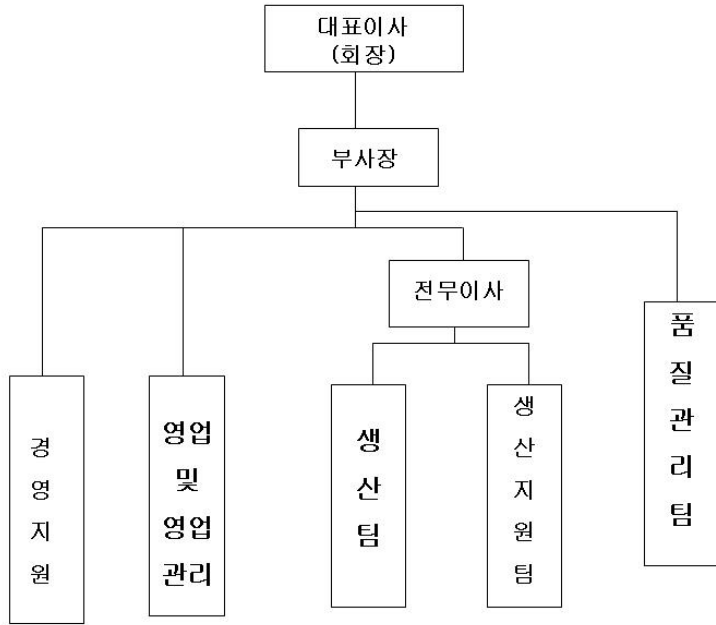 대표이사
(회장)
부사장
전무이사
경영지원
영업
및
영업
관리
생산팀
생산지원팀
품질관리팀